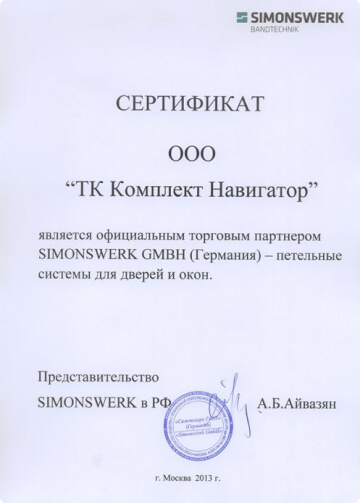 SIMONSWERK
BANDTECHNIK
СЕРТИФИКАТ
ООО
“ТК Комплект Навигатор”
является официальным торговым партнером
SIMONSWERK GMBH (Германия) – петельные
системы для дверей и окон.
Представительство
SIMONSWERK в РФ А.Б.Айвазян
(Германия)
г. Москва 2013 г.